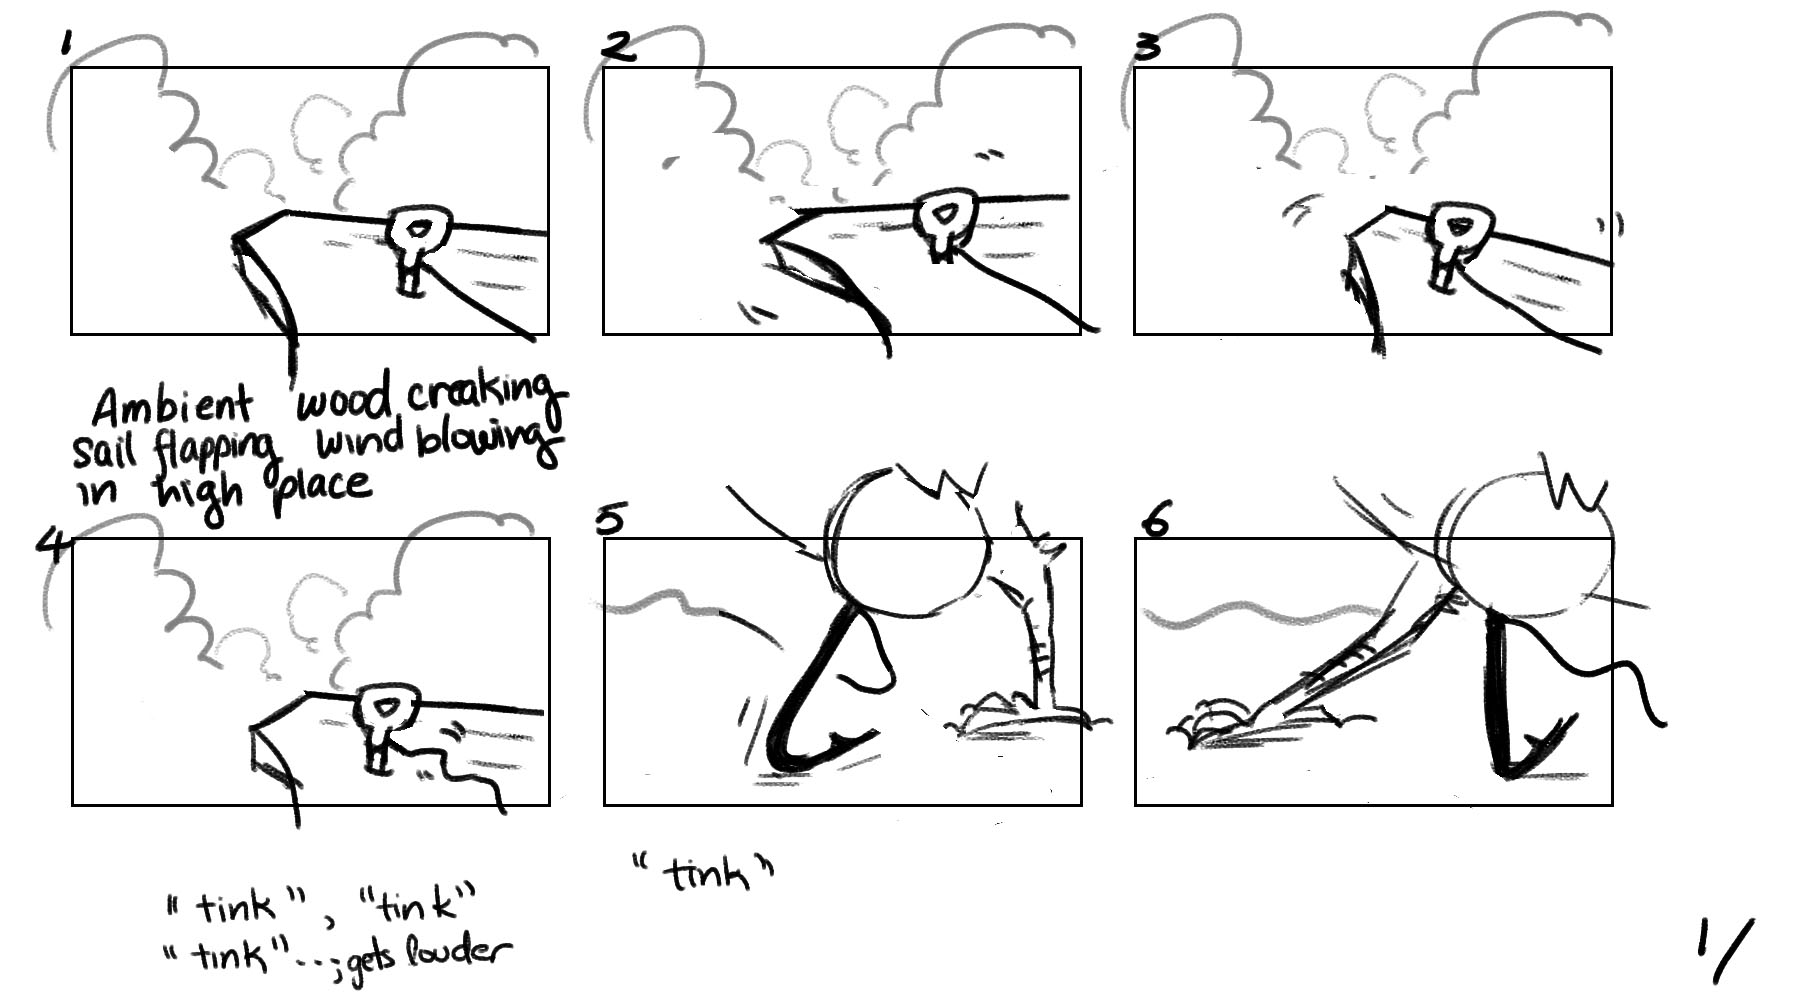 1
2
3
Ambient wood creaking
sail flapping wind blowing
in high place
4
5
6
"tink", "tink"
"tink"...; gets louder
"tink"
1/